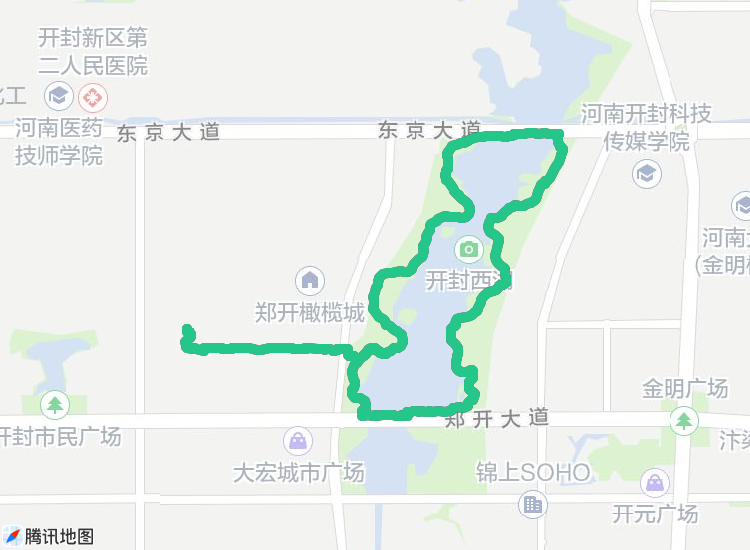 开封新区第
二人民医院
化工
河南医药
技师学院
东京大道
东京大道
河南开封科技
传媒学院
河南大
(金明校
开封西湖
郑开橄榄城
金明广场
郑开大道
开封市民广场
大宏城市广场
锦上SOHO
开元广场
腾讯地图